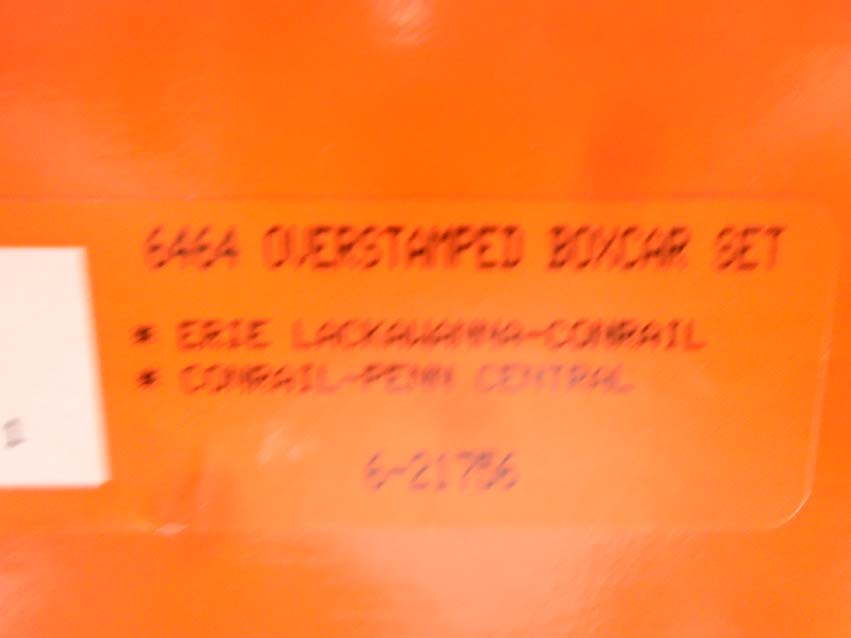 6464 OVERSTAMPED BOXCAR SET
* ERIE LACKAWANNA-CONRAIL
* CONRAIL-PENN CENTRAL
6-21756